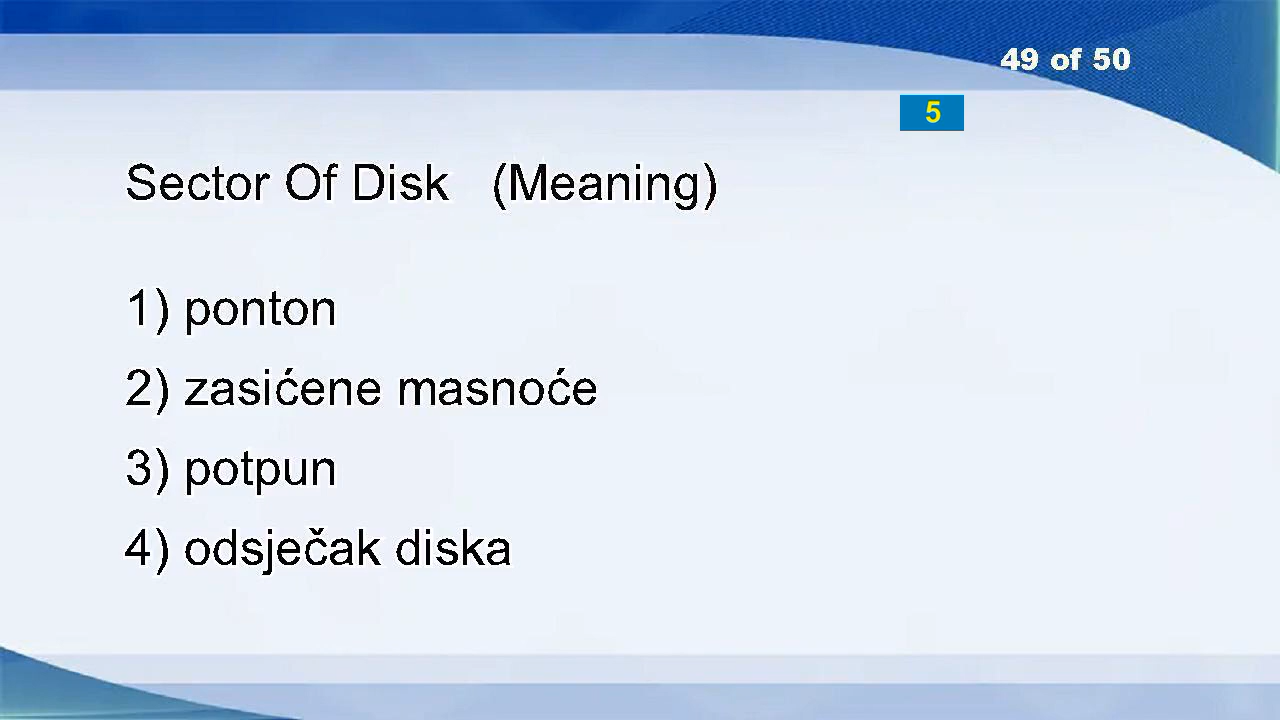 49 of 50
5
Sector Of Disk (Meaning)
1) ponton
2) zasićene masnoće
3) potpun
4) odsječak diska